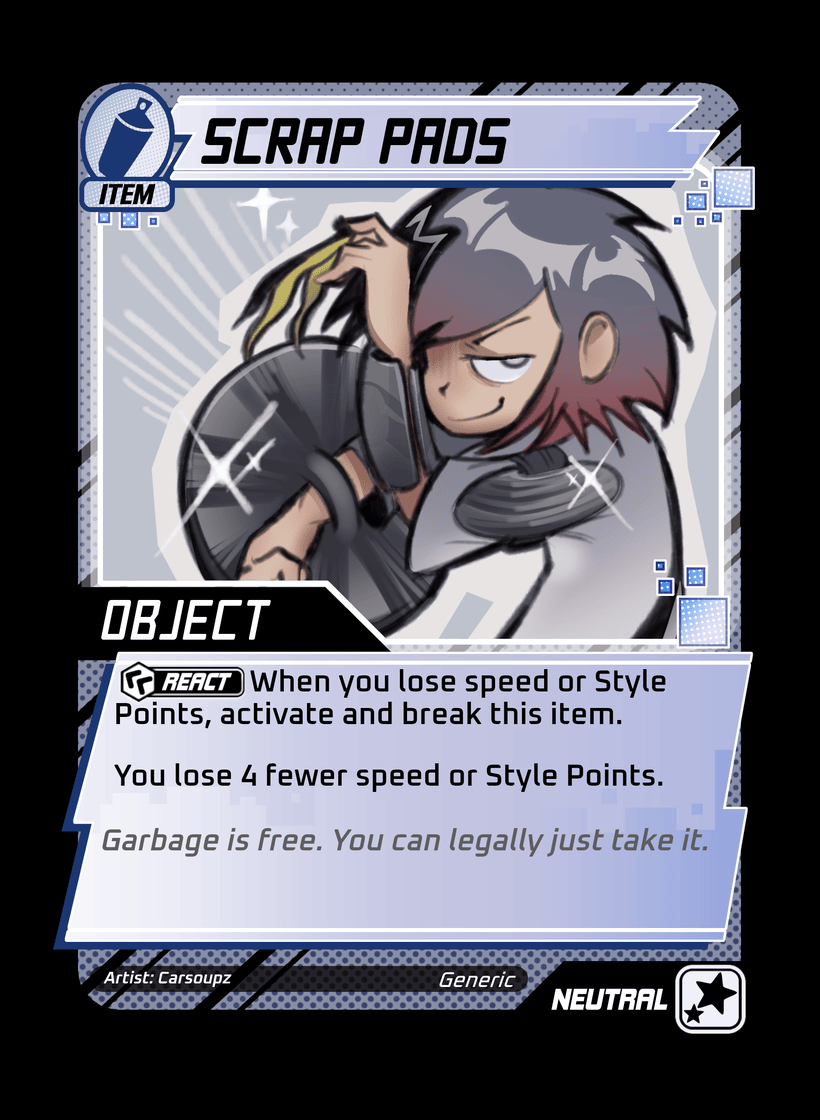 SCRAP PADS
ITEM
OBJECT
REACT When you lose speed or Style
Points, activate and break this item.
You lose 4 fewer speed or Style Points.
Garbage is free. You can legally just take it.
Artist: Carsoupz
Generic
NEUTRAL